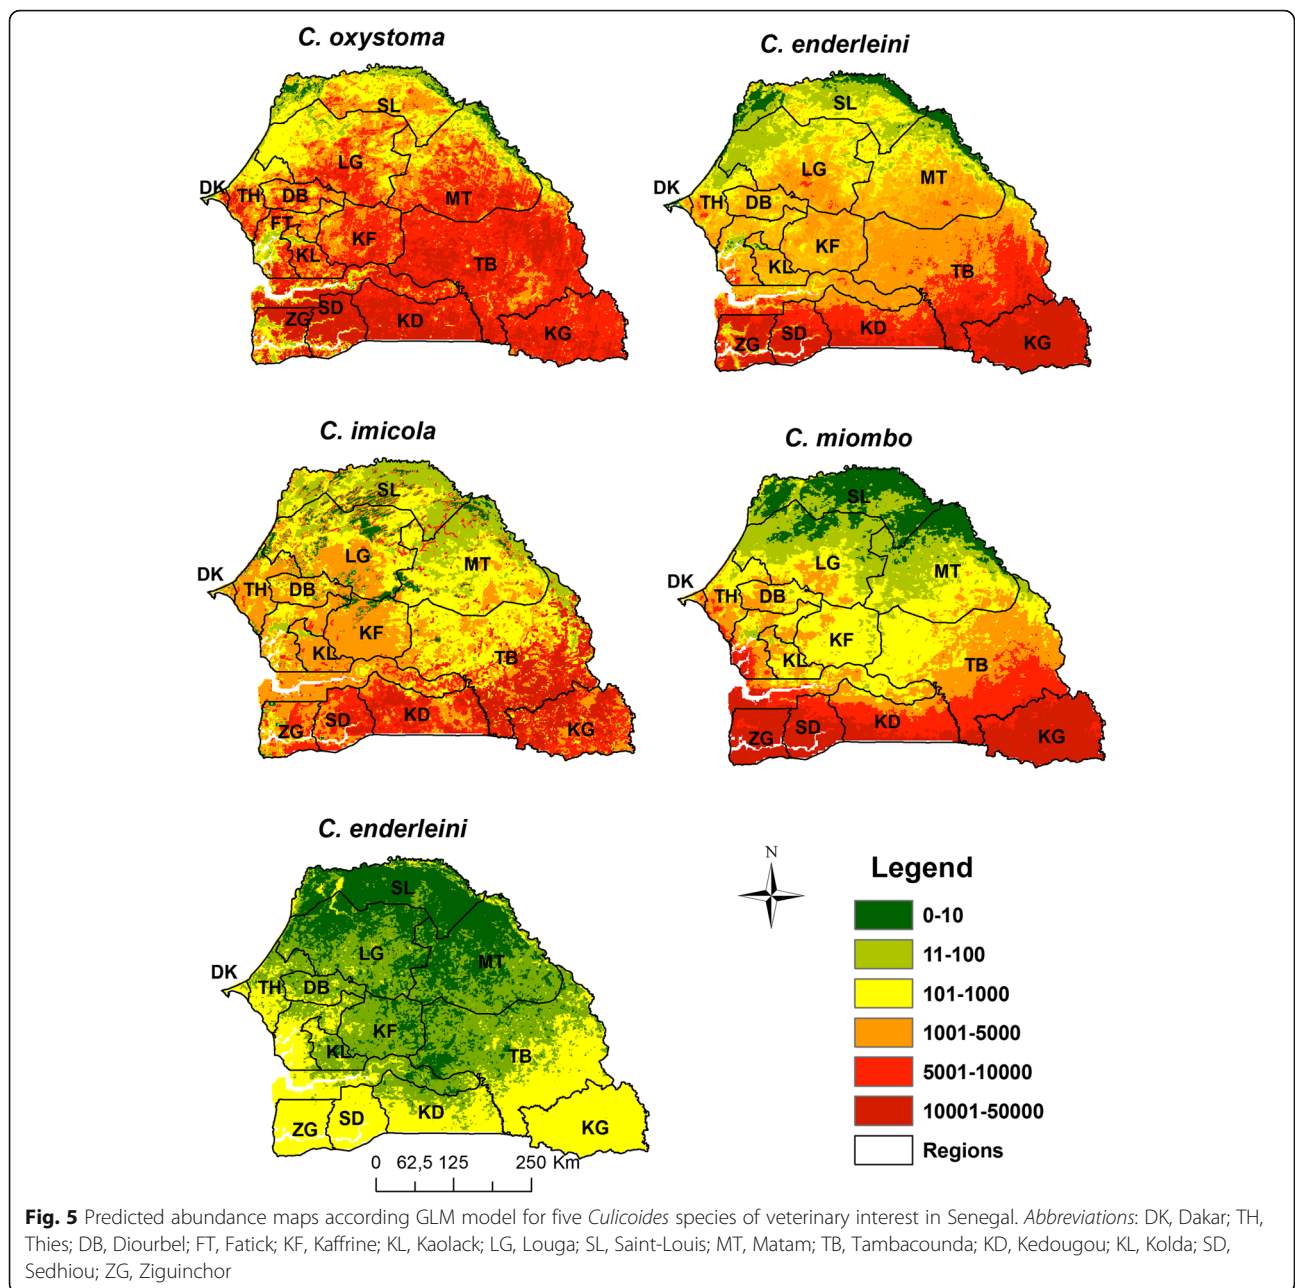 C. oxystoma
SL
LG
DK
TH
DB
MT
FT
KF
KL
TB
SD
ZG
KD
KG
C. enderleini
SL
LG
MT
DK
TH
DB
KF
KL
TB
ZG
SD
KD
KG
C. imicola
SL
LG
MT
DK
TH
DB
KF
KL
TB
SD
KD
ZG
KG
C. miombo
SL
LG
MT
DK
TH
DB
KF
KL
TB
ZG
SD
KD
KG
C. enderleini
SL
LG
MT
DK
TH
DB
KF
KL
TB
SD
KD
ZG
KG
0 62,5 125 250 Km
N
Legend
0-10
11-100
101-1000
1001-5000
5001-10000
10001-50000
Regions
Fig. 5 Predicted abundance maps according GLM model for five Culicoides species of veterinary interest in Senegal. Abbreviations: DK, Dakar; TH,
Thies; DB, Diourbel; FT, Fatick; KF, Kaffrine; KL, Kaolack; LG, Louga; SL, Saint-Louis; MT, Matam; TB, Tambacounda; KD, Kedougou; KL, Kolda; SD,
Sedhiou; ZG, Ziguinchor